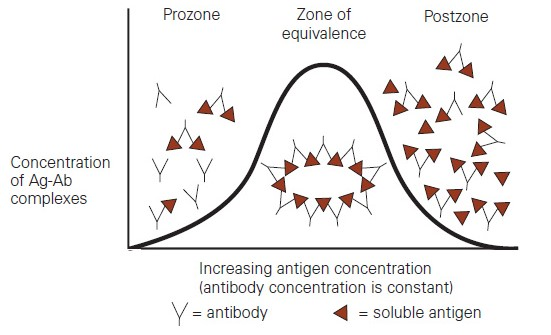 Prozone
Zone of
equivalence
Postzone
Concentration
of Ag-Ab
complexes
Increasing antigen concentration
(antibody concentration is constant)
= antibody
= soluble antigen